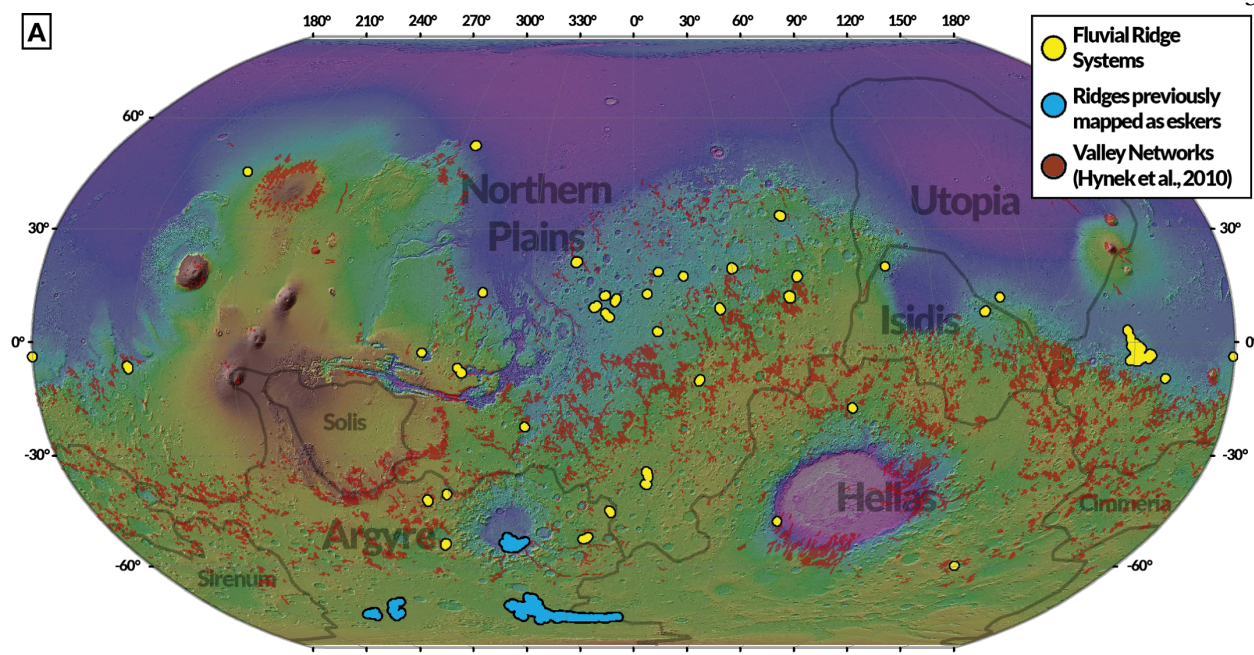 A
180° 210° 240° 270° 300° 330° 0° 30° 60° 90° 120° 150° 180°
Fluvial Ridge
Systems
Ridges previously
mapped as eskers
Valley Networks
(Hynek et al., 2010)
60°
Northern
Plains
Utopia
30° 30°
Isidis
0° 0°
Solis
-30° -30°
Hellas
Cimmeria
Argyre
-60° -60°
Sirenum